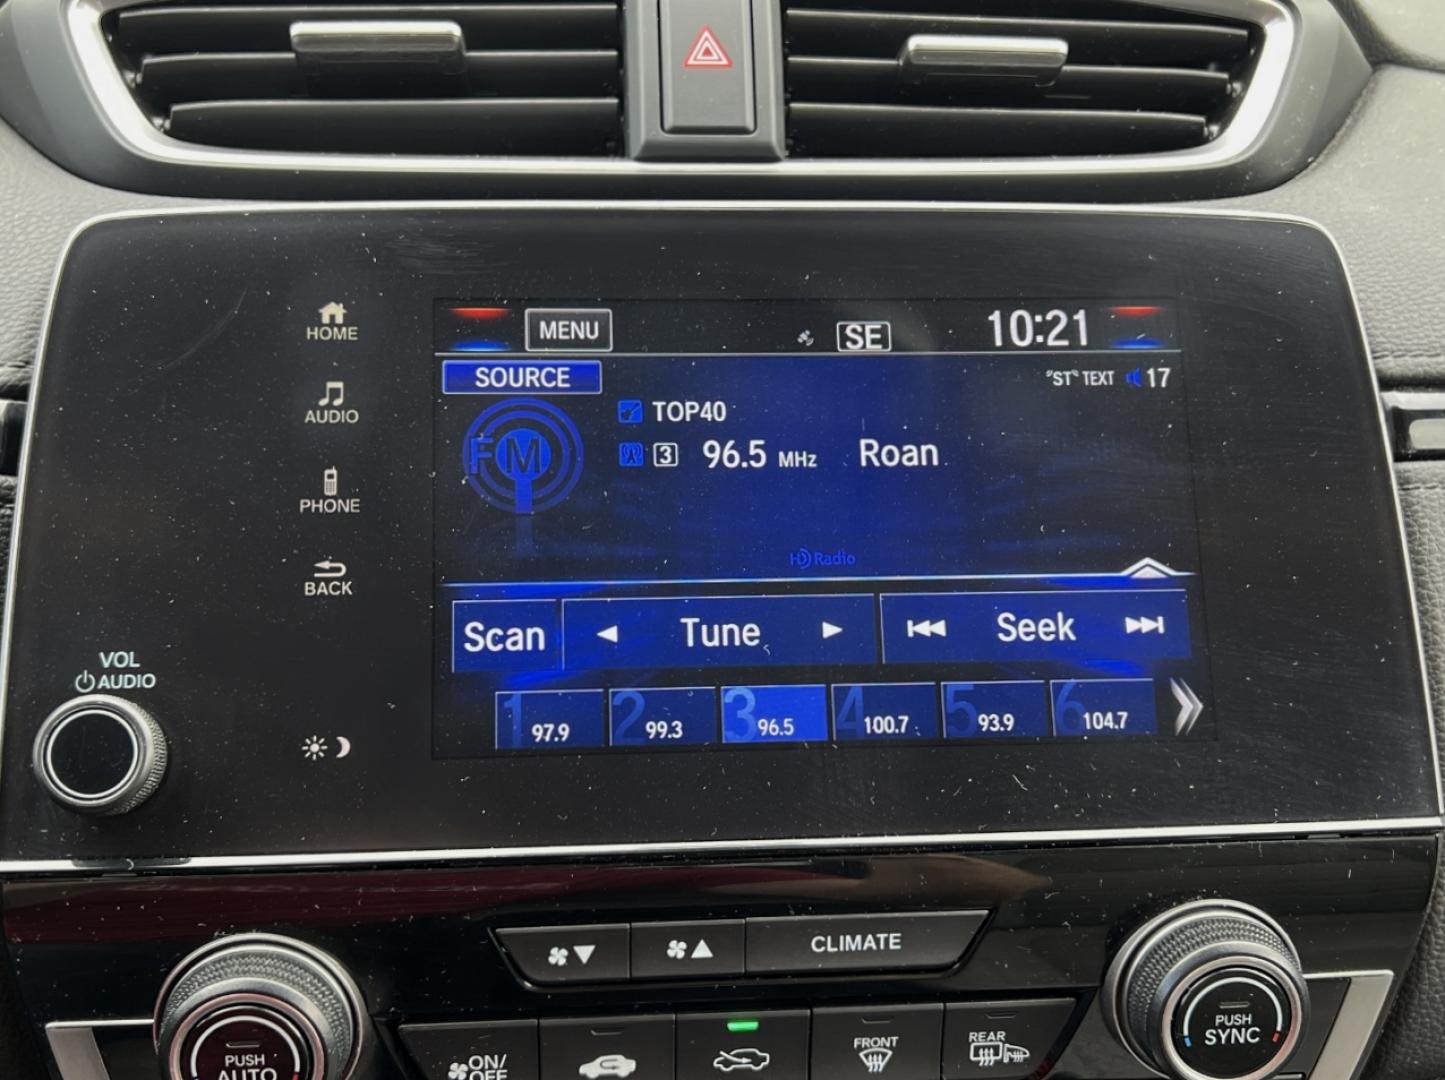 HOME
AUDIO
PHONE
BACK
VOL
AUDIO
MENU
SE
10:21
SOURCE
"ST" TEXT 17
FM
TOP40
3 96.5 MHz Roan
HD Radio
Scan
Tune
Seek
1 97.9
2 99.3
3 96.5
4 100.7
5 93.9
6 104.7
CLIMATE
PUSH
AUTO
ON/
OFF
FRONT
REAR
PUSH
SYNC